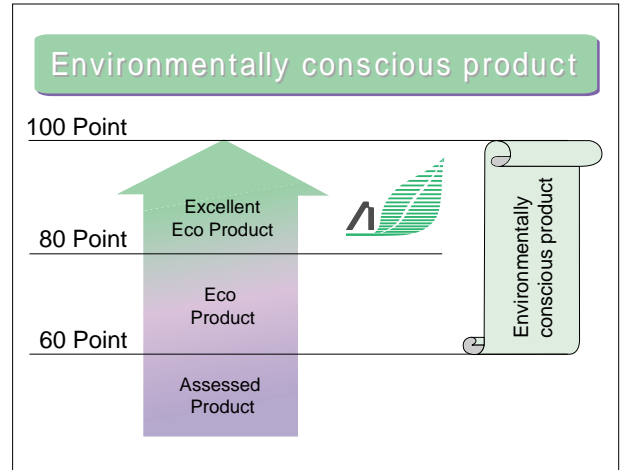 Environmentally conscious product
100 Point
Excellent
Eco Product
80 Point
Eco
Product
60 Point
Assessed
Product
Environmentally
conscious product